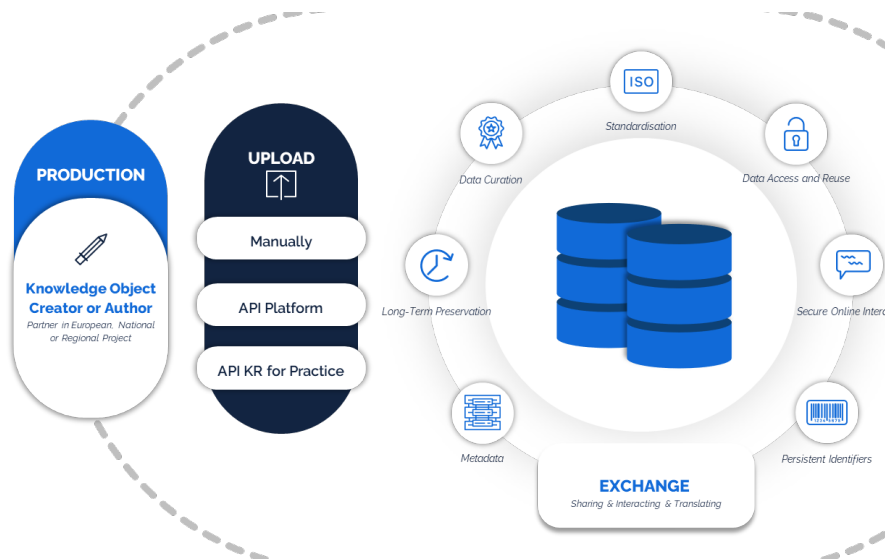 PRODUCTION
Knowledge Object
Creator or Author
Partner in European, National
or Regional Project
UPLOAD
Manually
API Platform
API KR for Practice
ISO
Standardisation
Data Curation
Data Access and Reuse
Long-Term Preservation
Secure Online
Metadata
Persistent Identifiers
EXCHANGE
Sharing & Interacting & Translating